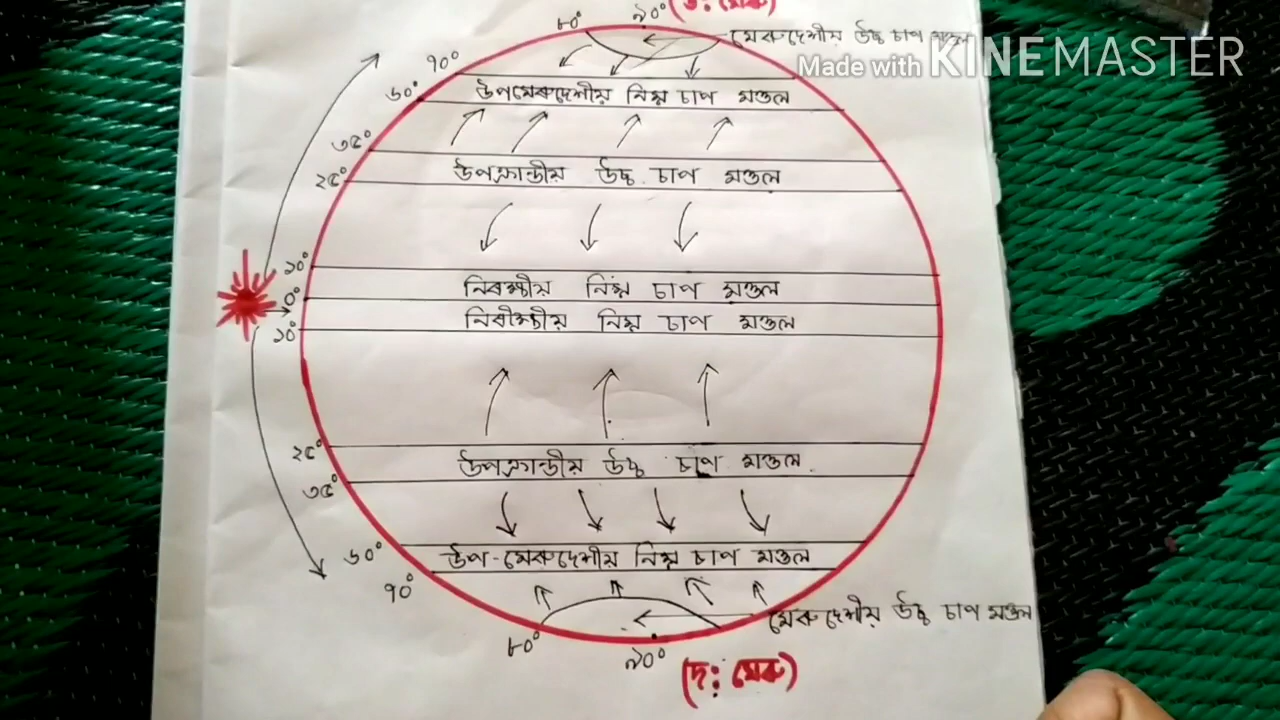 ৯০° (উঃ মেৰু)
৮০°
মেৰুদেশীয় উচ্চ চাপ মণ্ডল
Made with KINEMASTER
৭০°
৬০° উপমেৰুদেশীয় নিম্ন চাপ মণ্ডল
৩৫°
২৫° উপক্ৰান্তীয় উচ্চ চাপ মণ্ডল
১০°
নিৰক্ষীয় নিম্ন চাপ মণ্ডল
০°
নিৰীক্ষীয় নিম্ন চাপ মণ্ডল
১০°
২৫°
উপক্ৰান্তীয় উচ্চ চাপ মণ্ডল
৩৫°
৬০° উপ-মেৰুদেশীয় নিম্ন চাপ মণ্ডল
৭০°
মেৰুদেশীয় উচ্চ চাপ মণ্ডল
৮০°
৯০° (দঃ মেৰু)